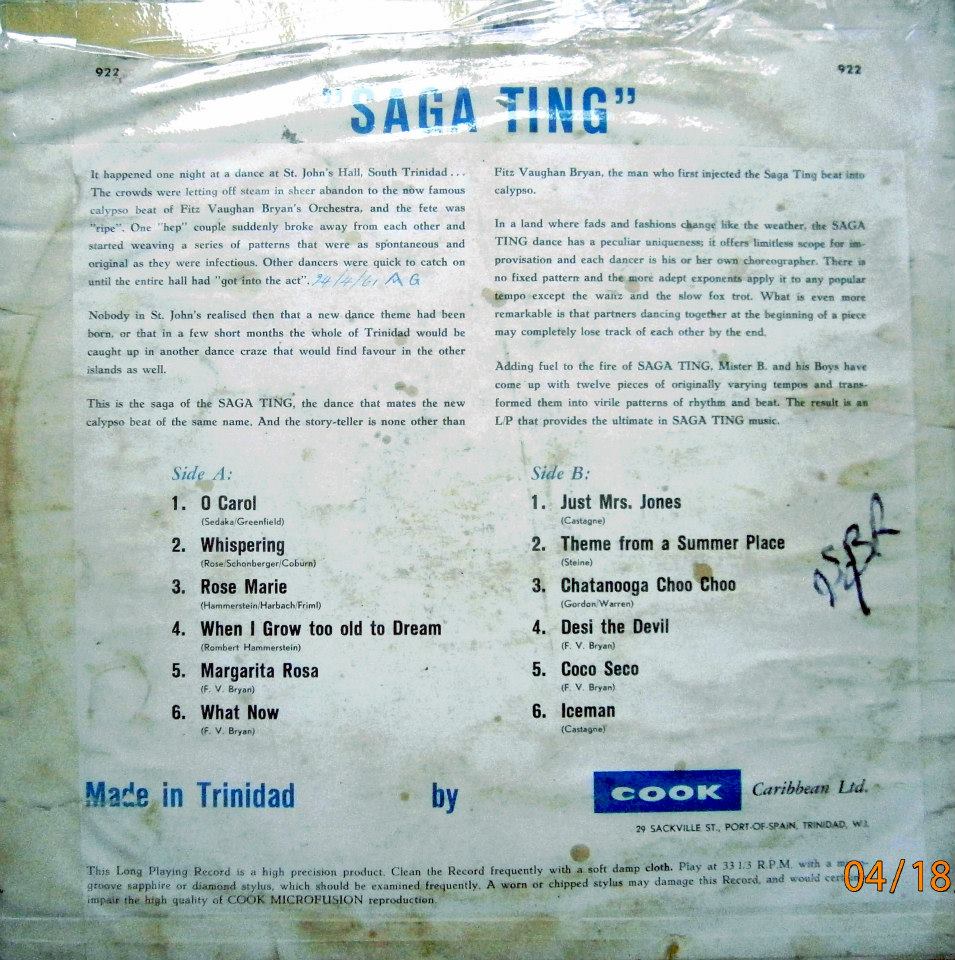 922
922
"SAGA TING"
It happened one night at a dance at St. John's Hall, South Trinidad...
The crowds were letting off steam in sheer abandon to the now famous
calypso beat of Fitz Vaughan Bryan's Orchestra, and the fete was
"ripe". One "hep" couple suddenly broke away from each other and
started weaving a series of patterns that were as spontaneous and
original as they were infectious. Other dancers were quick to catch on
until the entire hall had "got into the act". 24/4/61 A G
Nobody in St. John's realised then that a new dance theme had been
born, or that in a few short months the whole of Trinidad would be
caught up in another dance craze that would find favour in the other
islands as well.
This is the saga of the SAGA TING, the dance that mates the new
calypso beat of the same name. And the story-teller is none other than
Fitz Vaughan Bryan, the man who first injected the Saga Ting beat into
calypso.
In a land where fads and fashions change like the weather, the SAGA
TING dance has a peculiar uniqueness; it offers limitless scope for im-
provisation and each dancer is his or her own choreographer. There is
no fixed pattern and the more adept exponents apply it to any popular
tempo except the waltz and the slow fox trot. What is even more
remarkable is that partners dancing together at the beginning of a piece
may completely lose track of each other by the end.
Adding fuel to the fire of SAGA TING, Mister B. and his Boys have
come up with twelve pieces of originally varying tempos and trans-
formed them into virile patterns of rhythm and beat. The result is an
L/P that provides the ultimate in SAGA TING music.
Side A:
1. O Carol
(Sedaka/Greenfield)
2. Whispering
(Rose/Schonberger/Coburn)
3. Rose Marie
(Hammerstein/Harbach/Friml)
4. When I Grow too old to Dream
(Rombert Hammerstein)
5. Margarita Rosa
(F. V. Bryan)
6. What Now
(F. V. Bryan)
Side B:
1. Just Mrs. Jones
(Castagne)
2. Theme from a Summer Place
(Steine)
3. Chatanooga Choo Choo
(Gordon/Warren)
4. Desi the Devil
(F. V. Bryan)
5. Coco Seco
(F. V. Bryan)
6. Iceman
(Castagne)
Made in Trinidad by COOK Caribbean Ltd.
29 SACKVILLE ST., PORT-OF-SPAIN, TRINIDAD, W.I.
This Long Playing Record is a high precision product. Clean the Record frequently with a soft damp cloth. Play at 33 1.3 R.P.M. with a
groove sapphire or diamond stylus, which should be examined frequently. A worn or chipped stylus may damage this Record, and would
impair the high quality of COOK MICROFUSION reproduction.
04/18